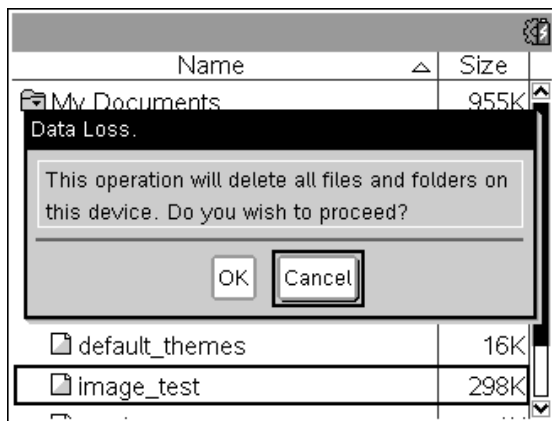 Name Size
My Documents 955K
Data Loss.
This operation will delete all files and folders on
this device. Do you wish to proceed?
OK Cancel
default_themes 16K
image_test 298K